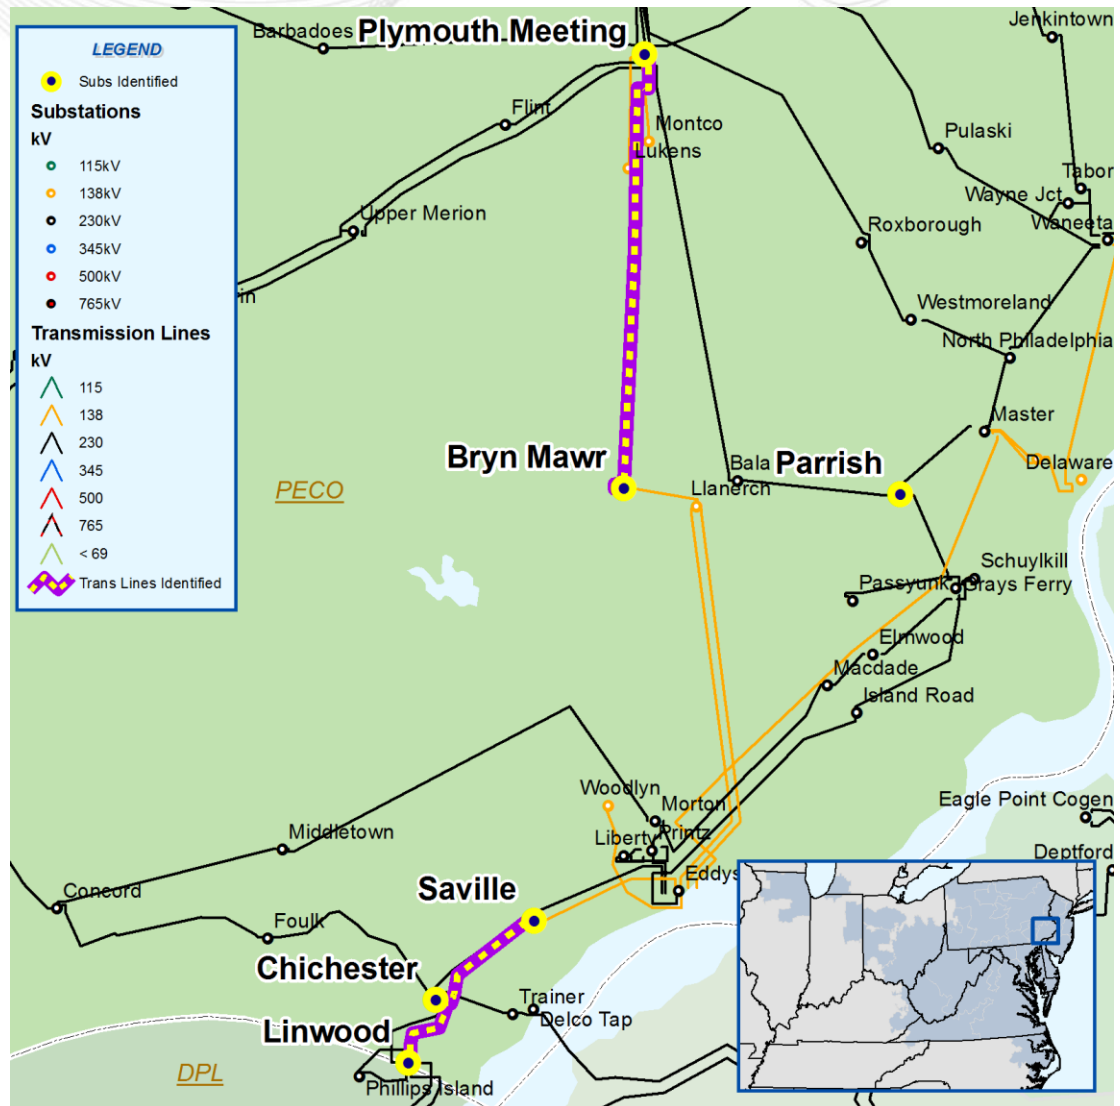 LEGEND
Subs Identified
Substations
kV
115kV
138kV
230kV
345kV
500kV
765kV
Transmission Lines
kV
115
138
230
345
500
765
< 69
Trans Lines Identified
Barbadoes
Plymouth Meeting
Jenkintown
Flint
Montco
Lukens
Pulaski
Tabor
Wayne Jct
Waneeta
Upper Merion
Roxborough
in
Westmoreland
North Philadelphia
Master
Bryn Mawr
Bala
Parrish
Delaware
PECO
Llanerch
Schuylkill
Passyunk
Grays Ferry
Elmwood
Macdade
Island Road
Woodlyn
Morton
Eagle Point Cogen
Middletown
Liberty
Printz
Deptford
Concord
Saville
Eddys
Foulk
Chichester
Trainer
Delco Tap
Linwood
DPL
Phillips Island